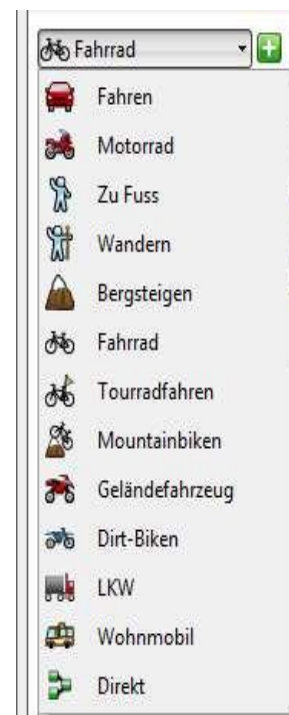 Fahrrad
Fahren
Motorrad
Zu Fuss
Wandern
Bergsteigen
Fahrrad
Tourradfahren
Mountainbiken
Geländefahrzeug
Dirt-Biken
LKW
Wohnmobil
Direkt